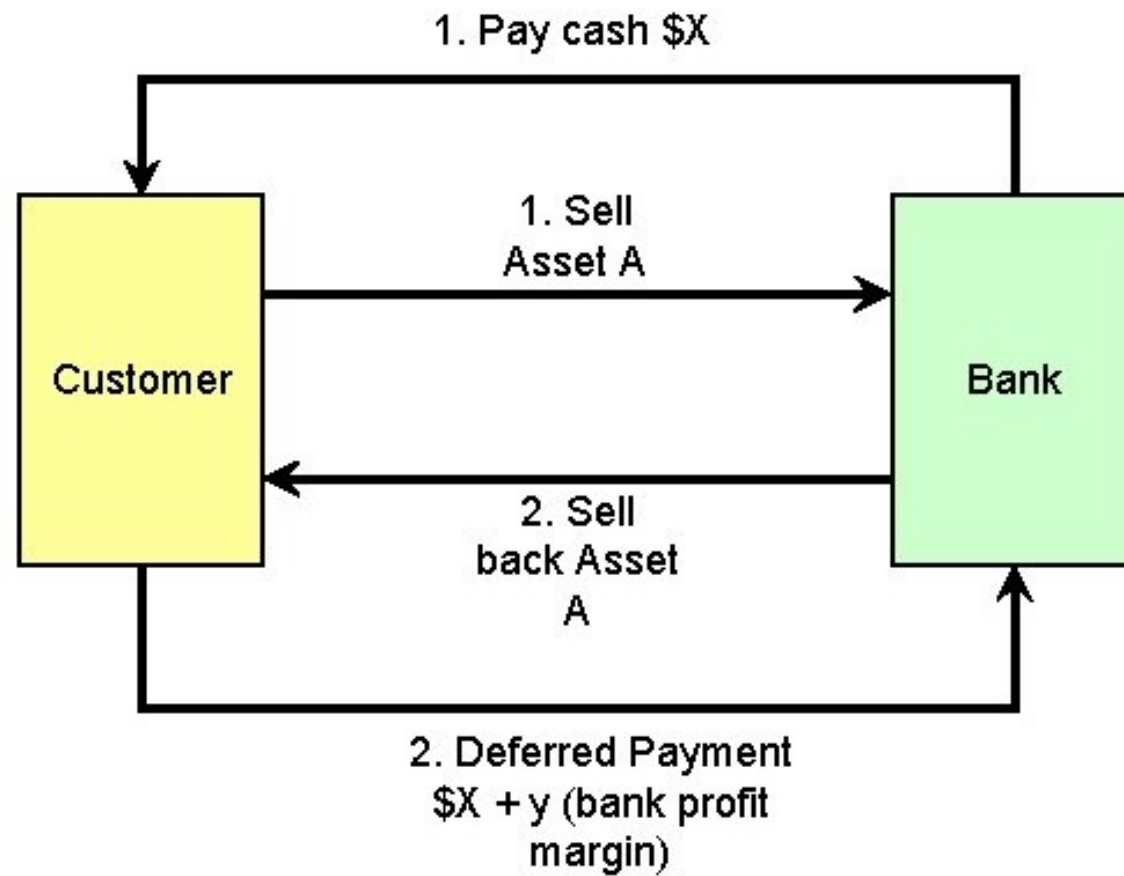 1. Pay cash $X
1. Sell
Asset A
Customer
Bank
2. Sell
back Asset
A
2. Deferred Payment
$X + y (bank profit
margin)